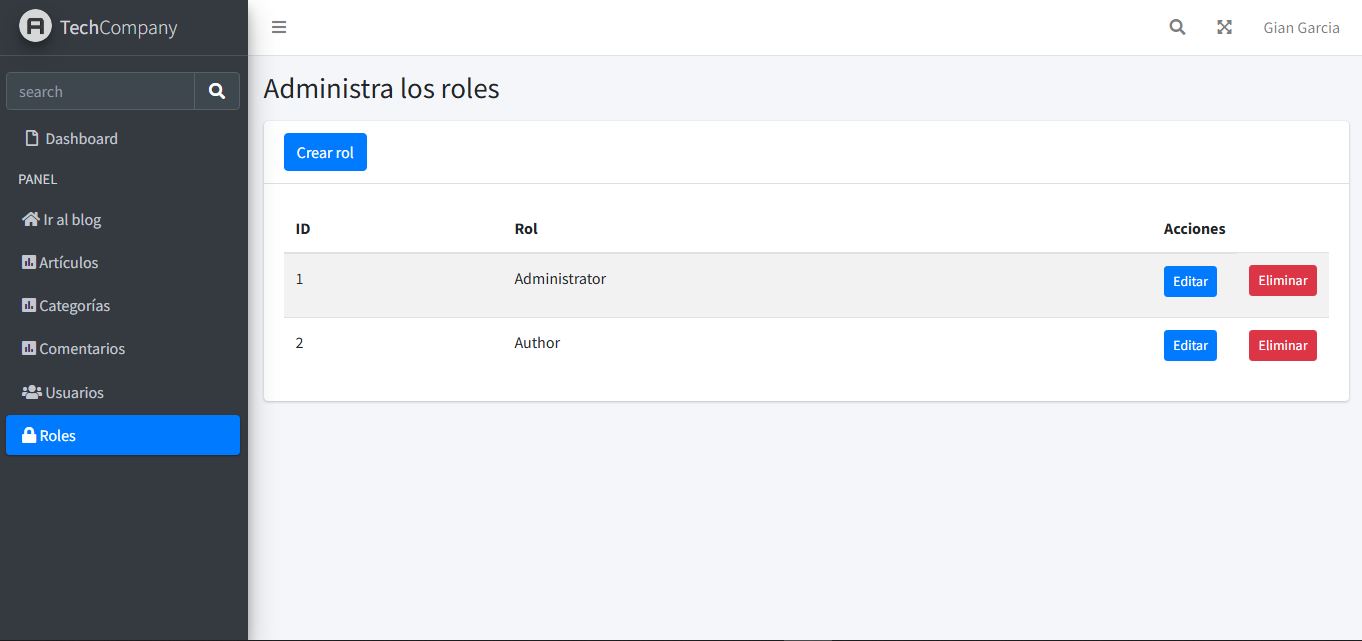 TechCompany
Gian Garcia
search
Dashboard
PANEL
Ir al blog
Artículos
Categorías
Comentarios
Usuarios
Roles
Administra los roles
Crear rol
ID Rol Acciones
1 Administrator Editar Eliminar
2 Author Editar Eliminar